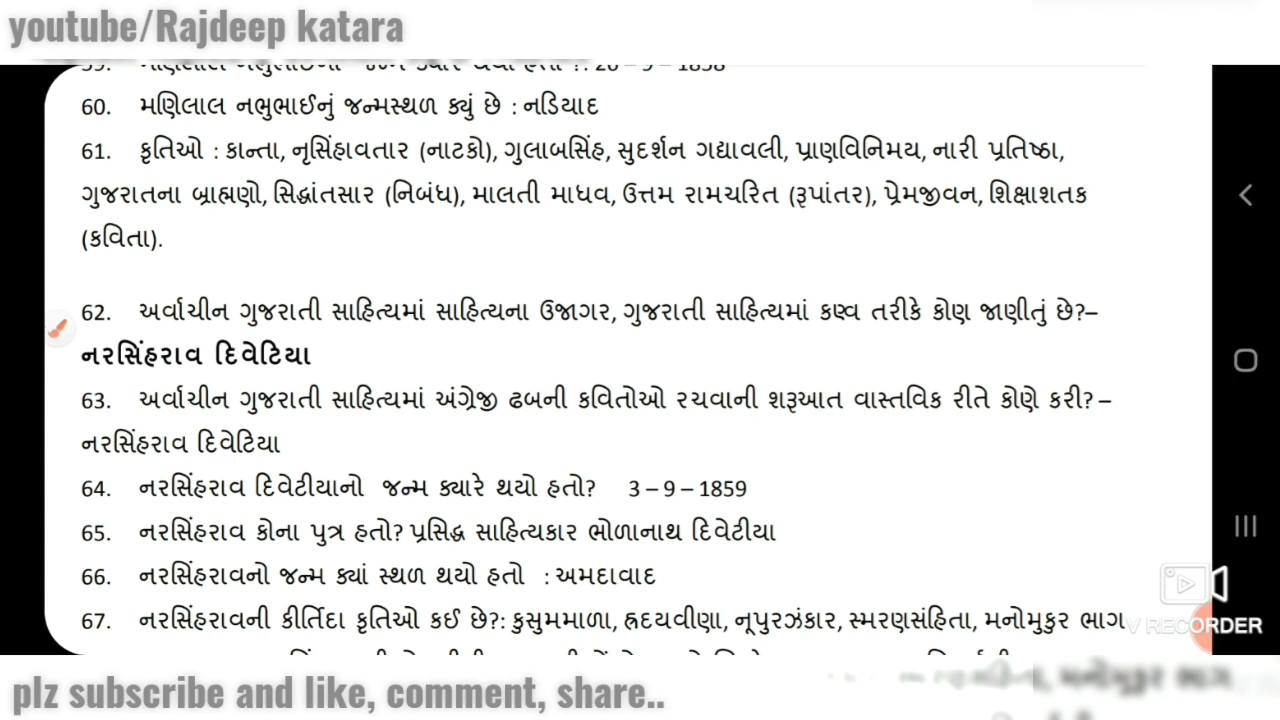 youtube/Rajdeep katara
60. મણિલાલ નભુભાઈનું જન્મસ્થળ ક્યું છે : નડિયાદ
61. કૃતિઓ : કાન્તા, નૃસિંહાવતાર (નાટકો), ગુલાબસિંહ, સુદર્શન ગદ્યાવલી, પ્રાણવિનિમય, નારી પ્રતિષ્ઠા,
ગુજરાતના બ્રાહ્મણો, સિદ્ધાંતસાર (નિબંધ), માલતી માધવ, ઉત્તમ રામચરિત (રૂપાંતર), પ્રેમજીવન, શિક્ષાશતક
(કવિતા).
62. અર્વાચીન ગુજરાતી સાહિત્યમાં સાહિત્યના ઉજાગર, ગુજરાતી સાહિત્યમાં કણ્વ તરીકે કોણ જાણીતું છે?–
નરસિંહરાવ દિવેટિયા
63. અર્વાચીન ગુજરાતી સાહિત્યમાં અંગ્રેજી ઢબની કવિતોઓ રચવાની શરૂઆત વાસ્તવિક રીતે કોણે કરી? –
નરસિંહરાવ દિવેટિયા
64. નરસિંહરાવ દિવેટીયાનો જન્મ ક્યારે થયો હતો? 3 – 9 – 1859
65. નરસિંહરાવ કોના પુત્ર હતો? પ્રસિદ્ધ સાહિત્યકાર ભોળાનાથ દિવેટીયા
66. નરસિંહરાવનો જન્મ ક્યાં સ્થળ થયો હતો : અમદાવાદ
67. નરસિંહરાવની કીર્તિદા કૃતિઓ કઈ છે?: કુસુમમાળા, હ્રદયવીણા, નૂપુરઝંકાર, સ્મરણસંહિતા, મનોમુકુર ભાગ
V RECORDER
plz subscribe and like, comment, share..